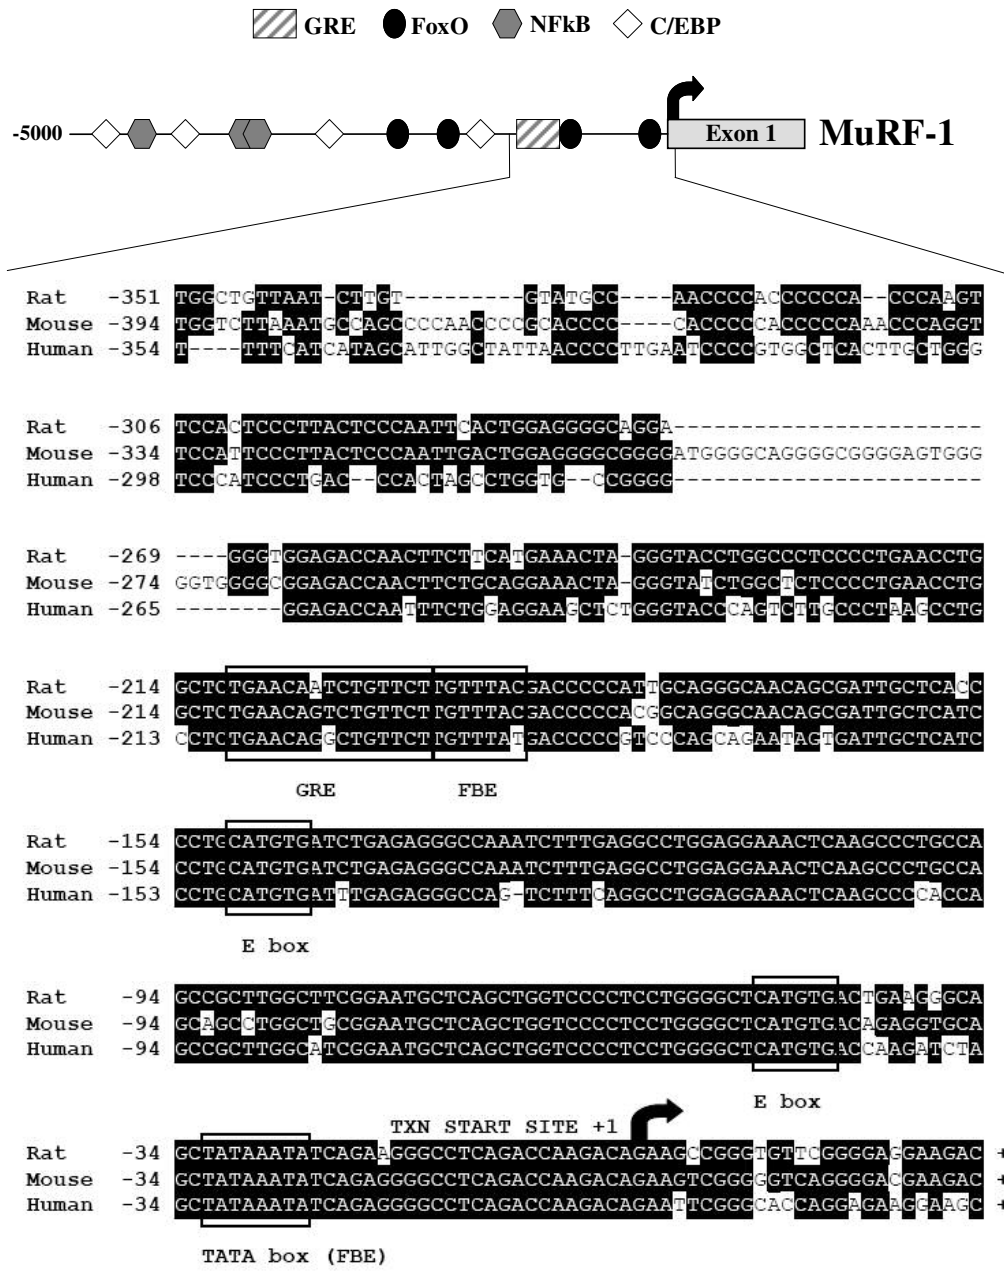 GRE FoxO NFkB C/EBP
-5000 Exon 1 MuRF-1
Rat -351 TGGCTGTTAAT-CTTGT---------GTATGCC----AACCCCACCCCCCA--CCCAAGT
Mouse -394 TGGTCTTAAATGCCAGCCCCAACCCCGCACCCC----CACCCCCACCCCCAAACCCAGGT
Human -354 T----TTTCATCATAGCATTGGCTATTAACCCCTTGAATCCCCGTGGCTCACTTGCTGGG
Rat -306 TCCACTCCCTTACTCCCAATTCACTGGAGGGGCAGGA-----------------------
Mouse -334 TCCATTCCCTTACTCCCAATTGACTGGAGGGGCGGGGATGGGGCAGGGGCGGGGAGTGGG
Human -298 TCCCATCCCTGAC--CCACTAGCCTGGTG--CCGGGG-----------------------
Rat -269 ----GGGTGGAGACCAACTTCTTCATGAAACTA-GGGTACCTGGCCCTCCCCTGAACCTG
Mouse -274 GGTGGGGCGGAGACCAACTTCTGCAGGAAACTA-GGGTATCTGGCTCTCCCCTGAACCTG
Human -265 --------GGAGACCAATTTCTGGAGGAAGCTCTGGGTACCCAGTCTTGCCCTAAGCCTG
Rat -214 GCTCTGAACAATCTGTTCTTGTTTACGACCCCCATTGCAGGGCAACAGCGATTGCTCACC
Mouse -214 GCTCTGAACAGTCTGTTCTTGTTTACGACCCCCACGGCAGGGCAACAGCGATTGCTCATC
Human -213 CCTCTGAACAGGCTGTTCTTGTTTATGACCCCCGTCCCAGCAGAATAGTGATTGCTCATC
GRE FBE
Rat -154 CCTGCATGTGATCTGAGAGGGCCAAATCTTTGAGGCCTGGAGGAAACTCAAGCCCTGCCA
Mouse -154 CCTGCATGTGATCTGAGAGGGCCAAATCTTTGAGGCCTGGAGGAAACTCAAGCCCTGCCA
Human -153 CCTGCATGTGATTTGAGAGGGCCAG-TCTTTCAGGCCTGGAGGAAACTCAAGCCCCACCA
E box
Rat -94 GCCGCTTGGCTTCGGAATGCTCAGCTGGTCCCCTCCTGGGGCTCATGTGACTGAAGGGCA
Mouse -94 GCAGCCTGGCTGCGGAATGCTCAGCTGGTCCCCTCCTGGGGCTCATGTGACAGAGGTGCA
Human -94 GCCGCTTGGCATCGGAATGCTCAGCTGGTCCCCTCCTGGGGCTCATGTGACCAAGATCTA
E box
TXN START SITE +1
Rat -34 GCTATAAATATCAGAAGGGCCTCAGACCAAGACAGAAGCCGGGTGTTCGGGGAGGAAGAC +
Mouse -34 GCTATAAATATCAGAGGGGCCTCAGACCAAGACAGAAGTCGGGGGTCAGGGGACGAAGAC +
Human -34 GCTATAAATATCAGAGGGGCCTCAGACCAAGACAGAATTCGGGCACCAGGAGAAGGAAGC +
TATA box (FBE)